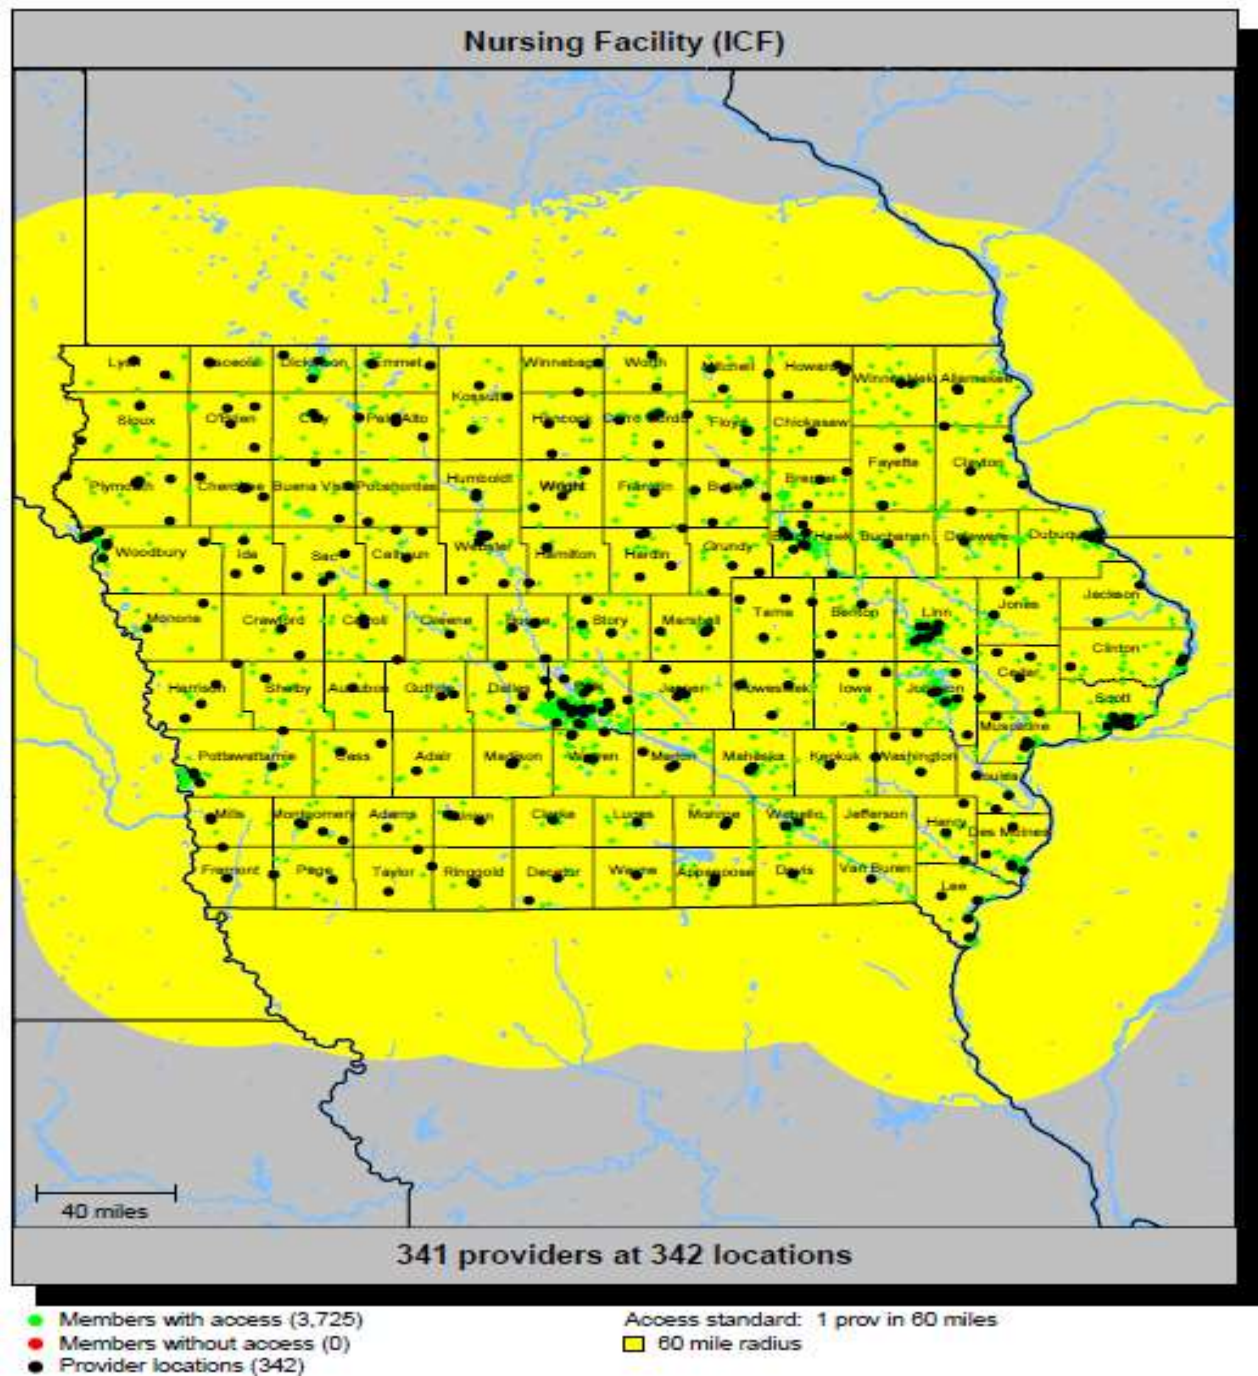 Nursing Facility (ICF)
Lyon Osceola Dickinson Emmet Winnebago Worth Mitchell Howard Winneshiek Allamakee
Kossuth
Sioux O'Brien Clay Palo Alto Hancock Cerro Gordo Floyd Chickasaw
Fayette Clayton
Plymouth Cherokee Buena Vista Pocahontas Humboldt Wright Franklin Butler Bremer
Woodbury Ida Sac Calhoun Webster Hamilton Hardin Grundy Black Hawk Buchanan Delaware Dubuque
Monona Crawford Carroll Greene Boone Story Marshall Tama Benton Linn Jones Jackson
Clinton
Cedar
Harrison Shelby Audubon Guthrie Dallas Polk Jasper Poweshiek Iowa Johnson Scott
Muscatine
Pottawattamie Cass Adair Madison Warren Marion Mahaska Keokuk Washington
Louisa
Mills Montgomery Adams Union Clarke Lucas Monroe Wapello Jefferson Henry Des Moines
Fremont Page Taylor Ringgold Decatur Wayne Appanoose Davis Van Buren Lee
40 miles
341 providers at 342 locations
Members with access (3,725)
Members without access (0)
Provider locations (342)
Access standard: 1 prov in 60 miles
60 mile radius